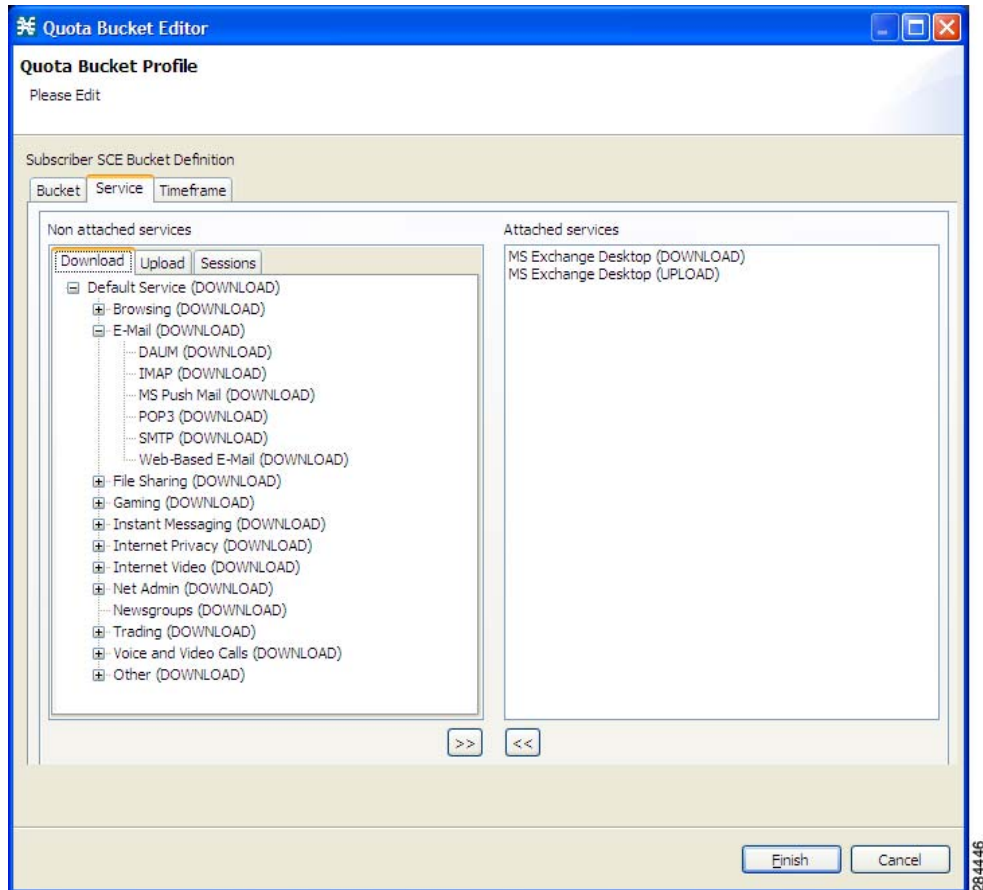 Quota Bucket Editor
Quota Bucket Profile
Please Edit
Subscriber SCE Bucket Definition
Bucket Service Timeframe
Non attached services
Download Upload Sessions
Default Service (DOWNLOAD)
Browsing (DOWNLOAD)
E-Mail (DOWNLOAD)
DAUM (DOWNLOAD)
IMAP (DOWNLOAD)
MS Push Mail (DOWNLOAD)
POP3 (DOWNLOAD)
SMTP (DOWNLOAD)
Web-Based E-Mail (DOWNLOAD)
File Sharing (DOWNLOAD)
Gaming (DOWNLOAD)
Instant Messaging (DOWNLOAD)
Internet Privacy (DOWNLOAD)
Internet Video (DOWNLOAD)
Net Admin (DOWNLOAD)
Newsgroups (DOWNLOAD)
Trading (DOWNLOAD)
Voice and Video Calls (DOWNLOAD)
Other (DOWNLOAD)
Attached services
MS Exchange Desktop (DOWNLOAD)
MS Exchange Desktop (UPLOAD)
>> <<
Finish Cancel
284446